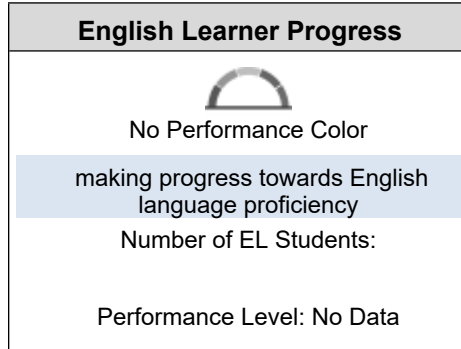 English Learner Progress
No Performance Color
making progress towards English
language proficiency
Number of EL Students:
Performance Level: No Data